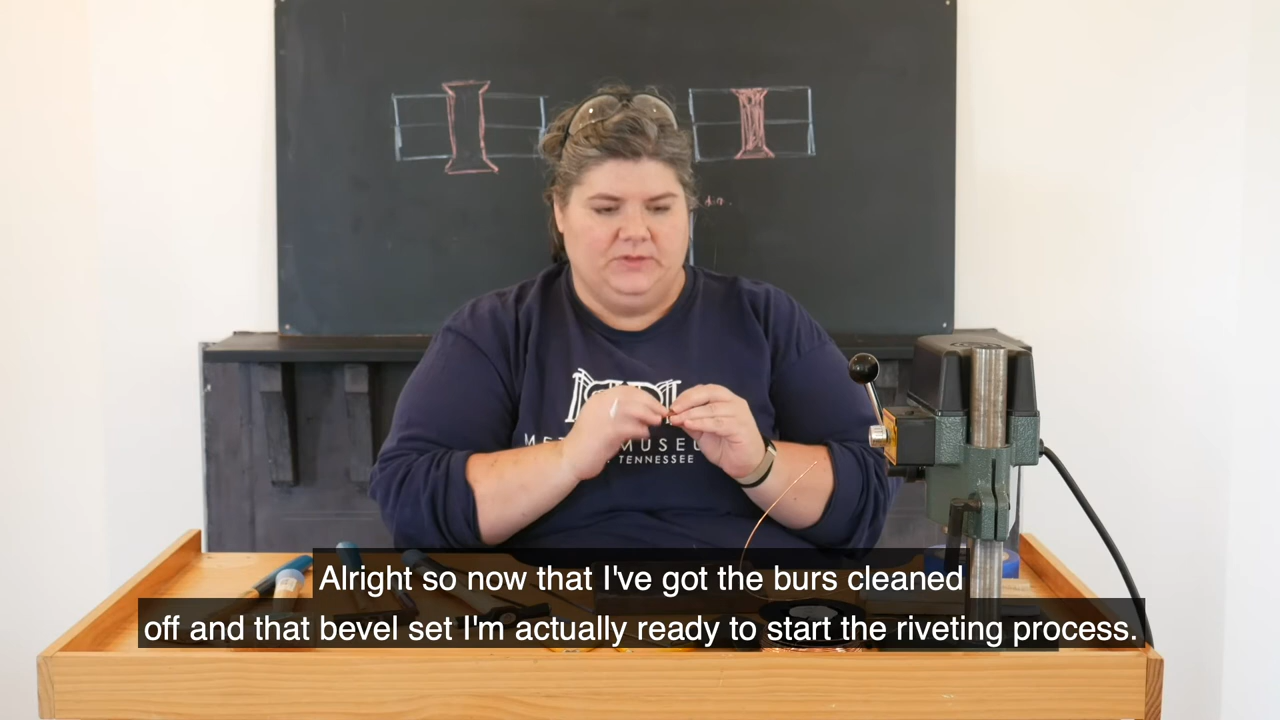 TENNESSEE
Alright so now that I've got the burs cleaned
off and that bevel set I'm actually ready to start the riveting process.